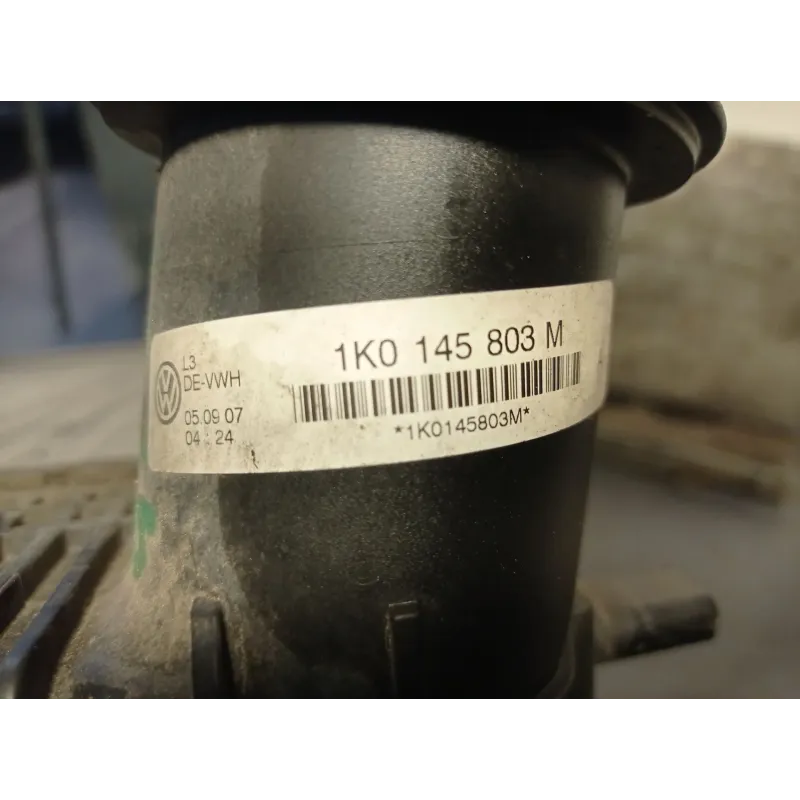 L3
DE-VWH
05.09 07
04 : 24
1K0 145 803 M
*1K0145803M*